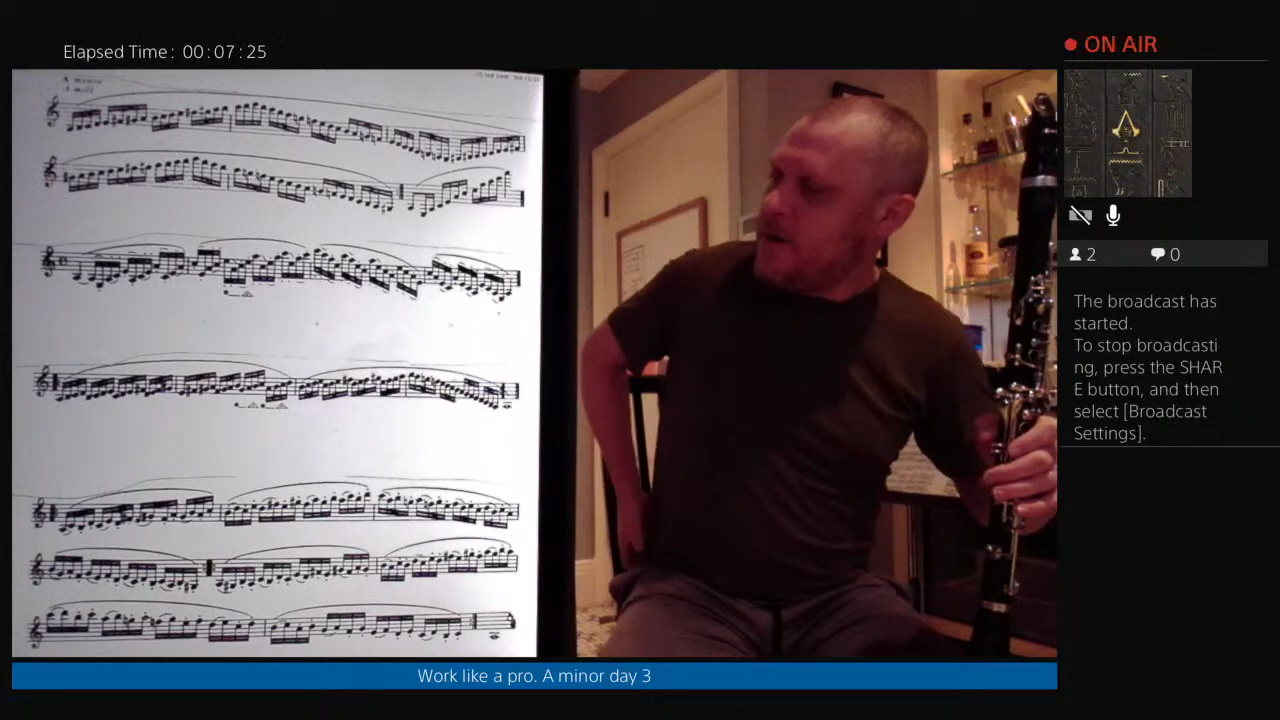 Elapsed Time: 00:07:25
ON AIR
2
0
The broadcast has
started.
To stop broadcasti
ng, press the SHAR
E button, and then
select [Broadcast
Settings].
Work like a pro. A minor day 3